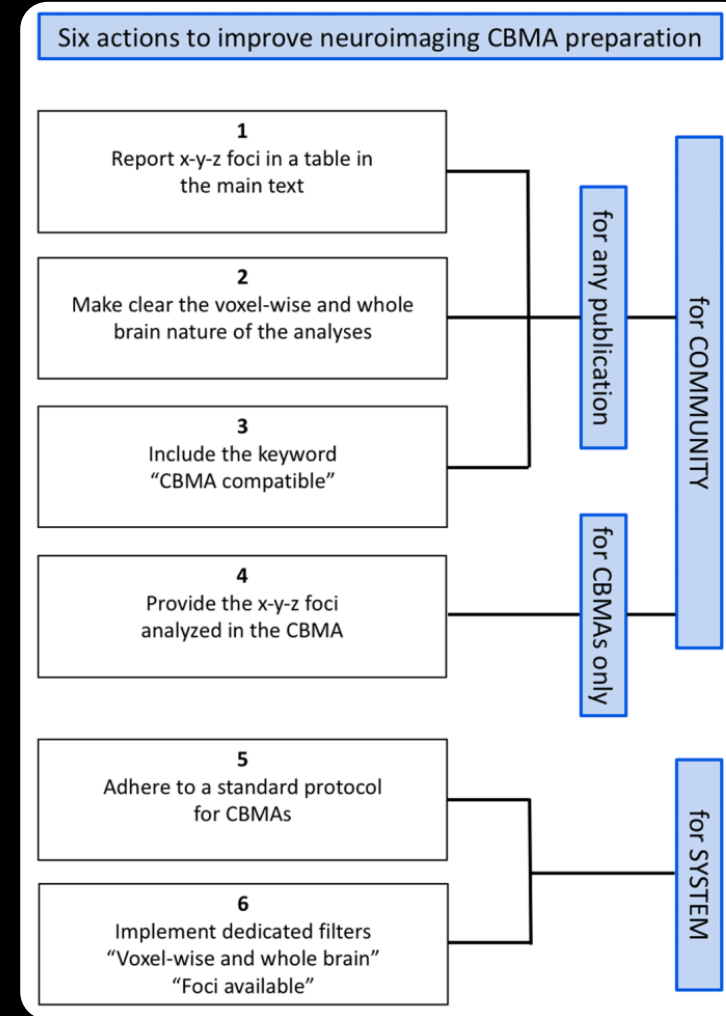 Six actions to improve neuroimaging CBMA preparation
1
Report x-y-z foci in a table in
the main text
2
Make clear the voxel-wise and whole
brain nature of the analyses
3
Include the keyword
“CBMA compatible”
for any publication
4
Provide the x-y-z foci
analyzed in the CBMA
for CBMAs only
for COMMUNITY
5
Adhere to a standard protocol
for CBMAs
6
Implement dedicated filters
“Voxel-wise and whole brain”
“Foci available”
for SYSTEM